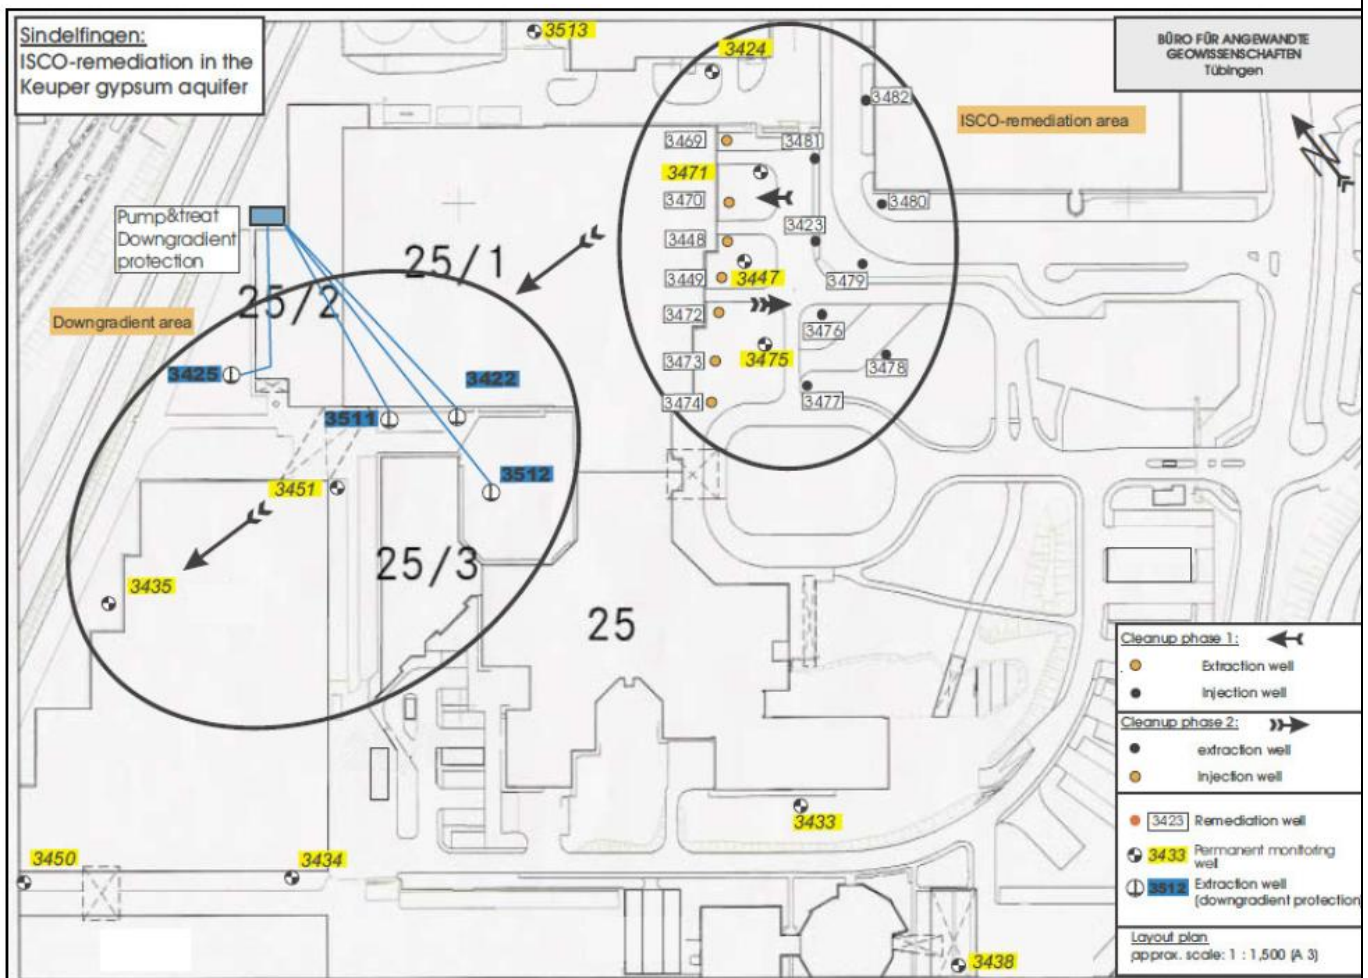 Sindelfingen:
ISCO-remediation in the
Keuper gypsum aquifer
BÜRO FÜR ANGEWANDTE
GEOWISSENSCHAFTEN
Tübingen
3513
3424
3482
ISCO-remediation area
3469
3481
3471
3470
3480
3423
3448
3479
3449
3447
3472
3476
3475
3473
3478
3474
3477
Pump&treat
Downgradient
protection
25/1
25/2
Downgradient area
3425
3422
3511
3512
3451
25/3
3435
25
3433
3450
3434
3438
Cleanup phase 1:
Extraction well
Injection well
Cleanup phase 2:
extraction well
Injection well
3423 Remediation well
3433 Permanent monitoring
well
3512 Extraction well
(downgradient protection
Layout plan
approx. scale: 1 : 1,500 (A 3)
N